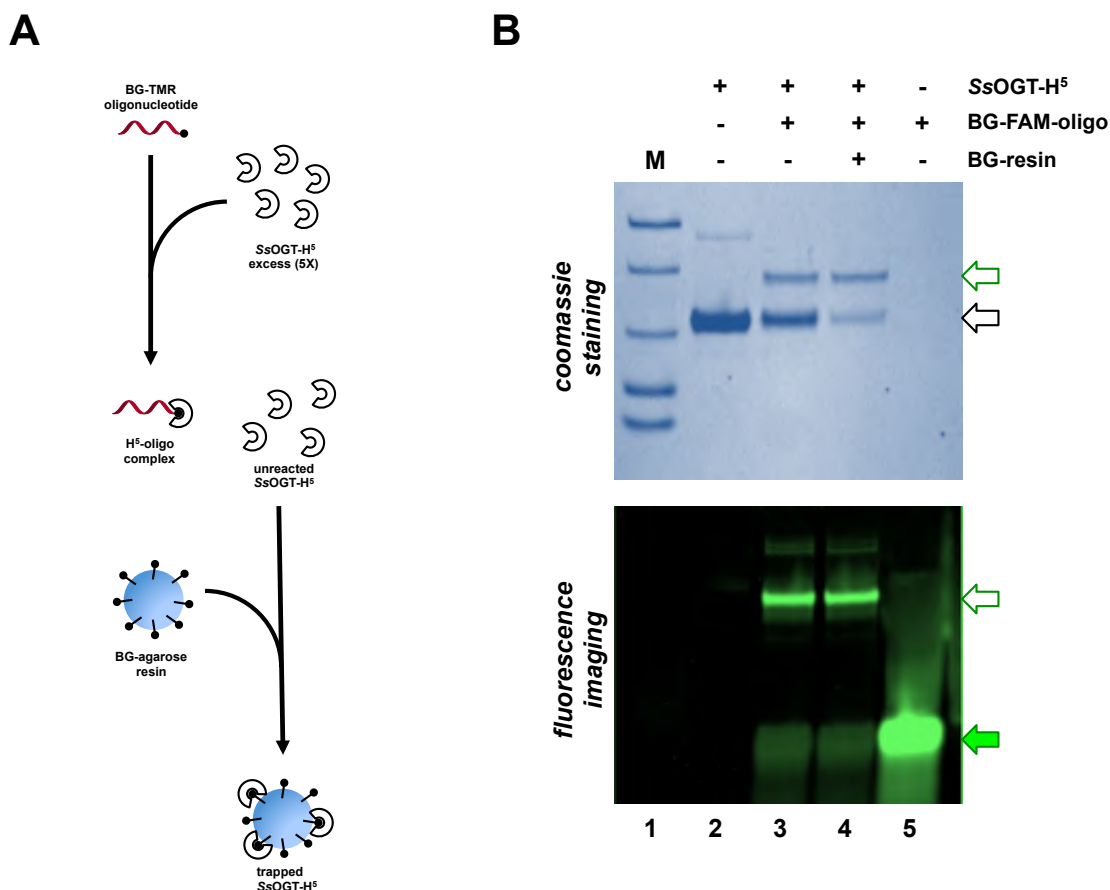 A
BG-TMR
oligonucleotide
SsOGT-H⁵
excess (5X)
H⁵-oligo
complex
unreacted
SsOGT-H⁵
BG-agarose
resin
trapped
SsOGT-H⁵
B
+ + + - SsOGT-H⁵
- + + + BG-FAM-oligo
M - - + - BG-resin
coomassie
staining
fluorescence
imaging
1 2 3 4 5